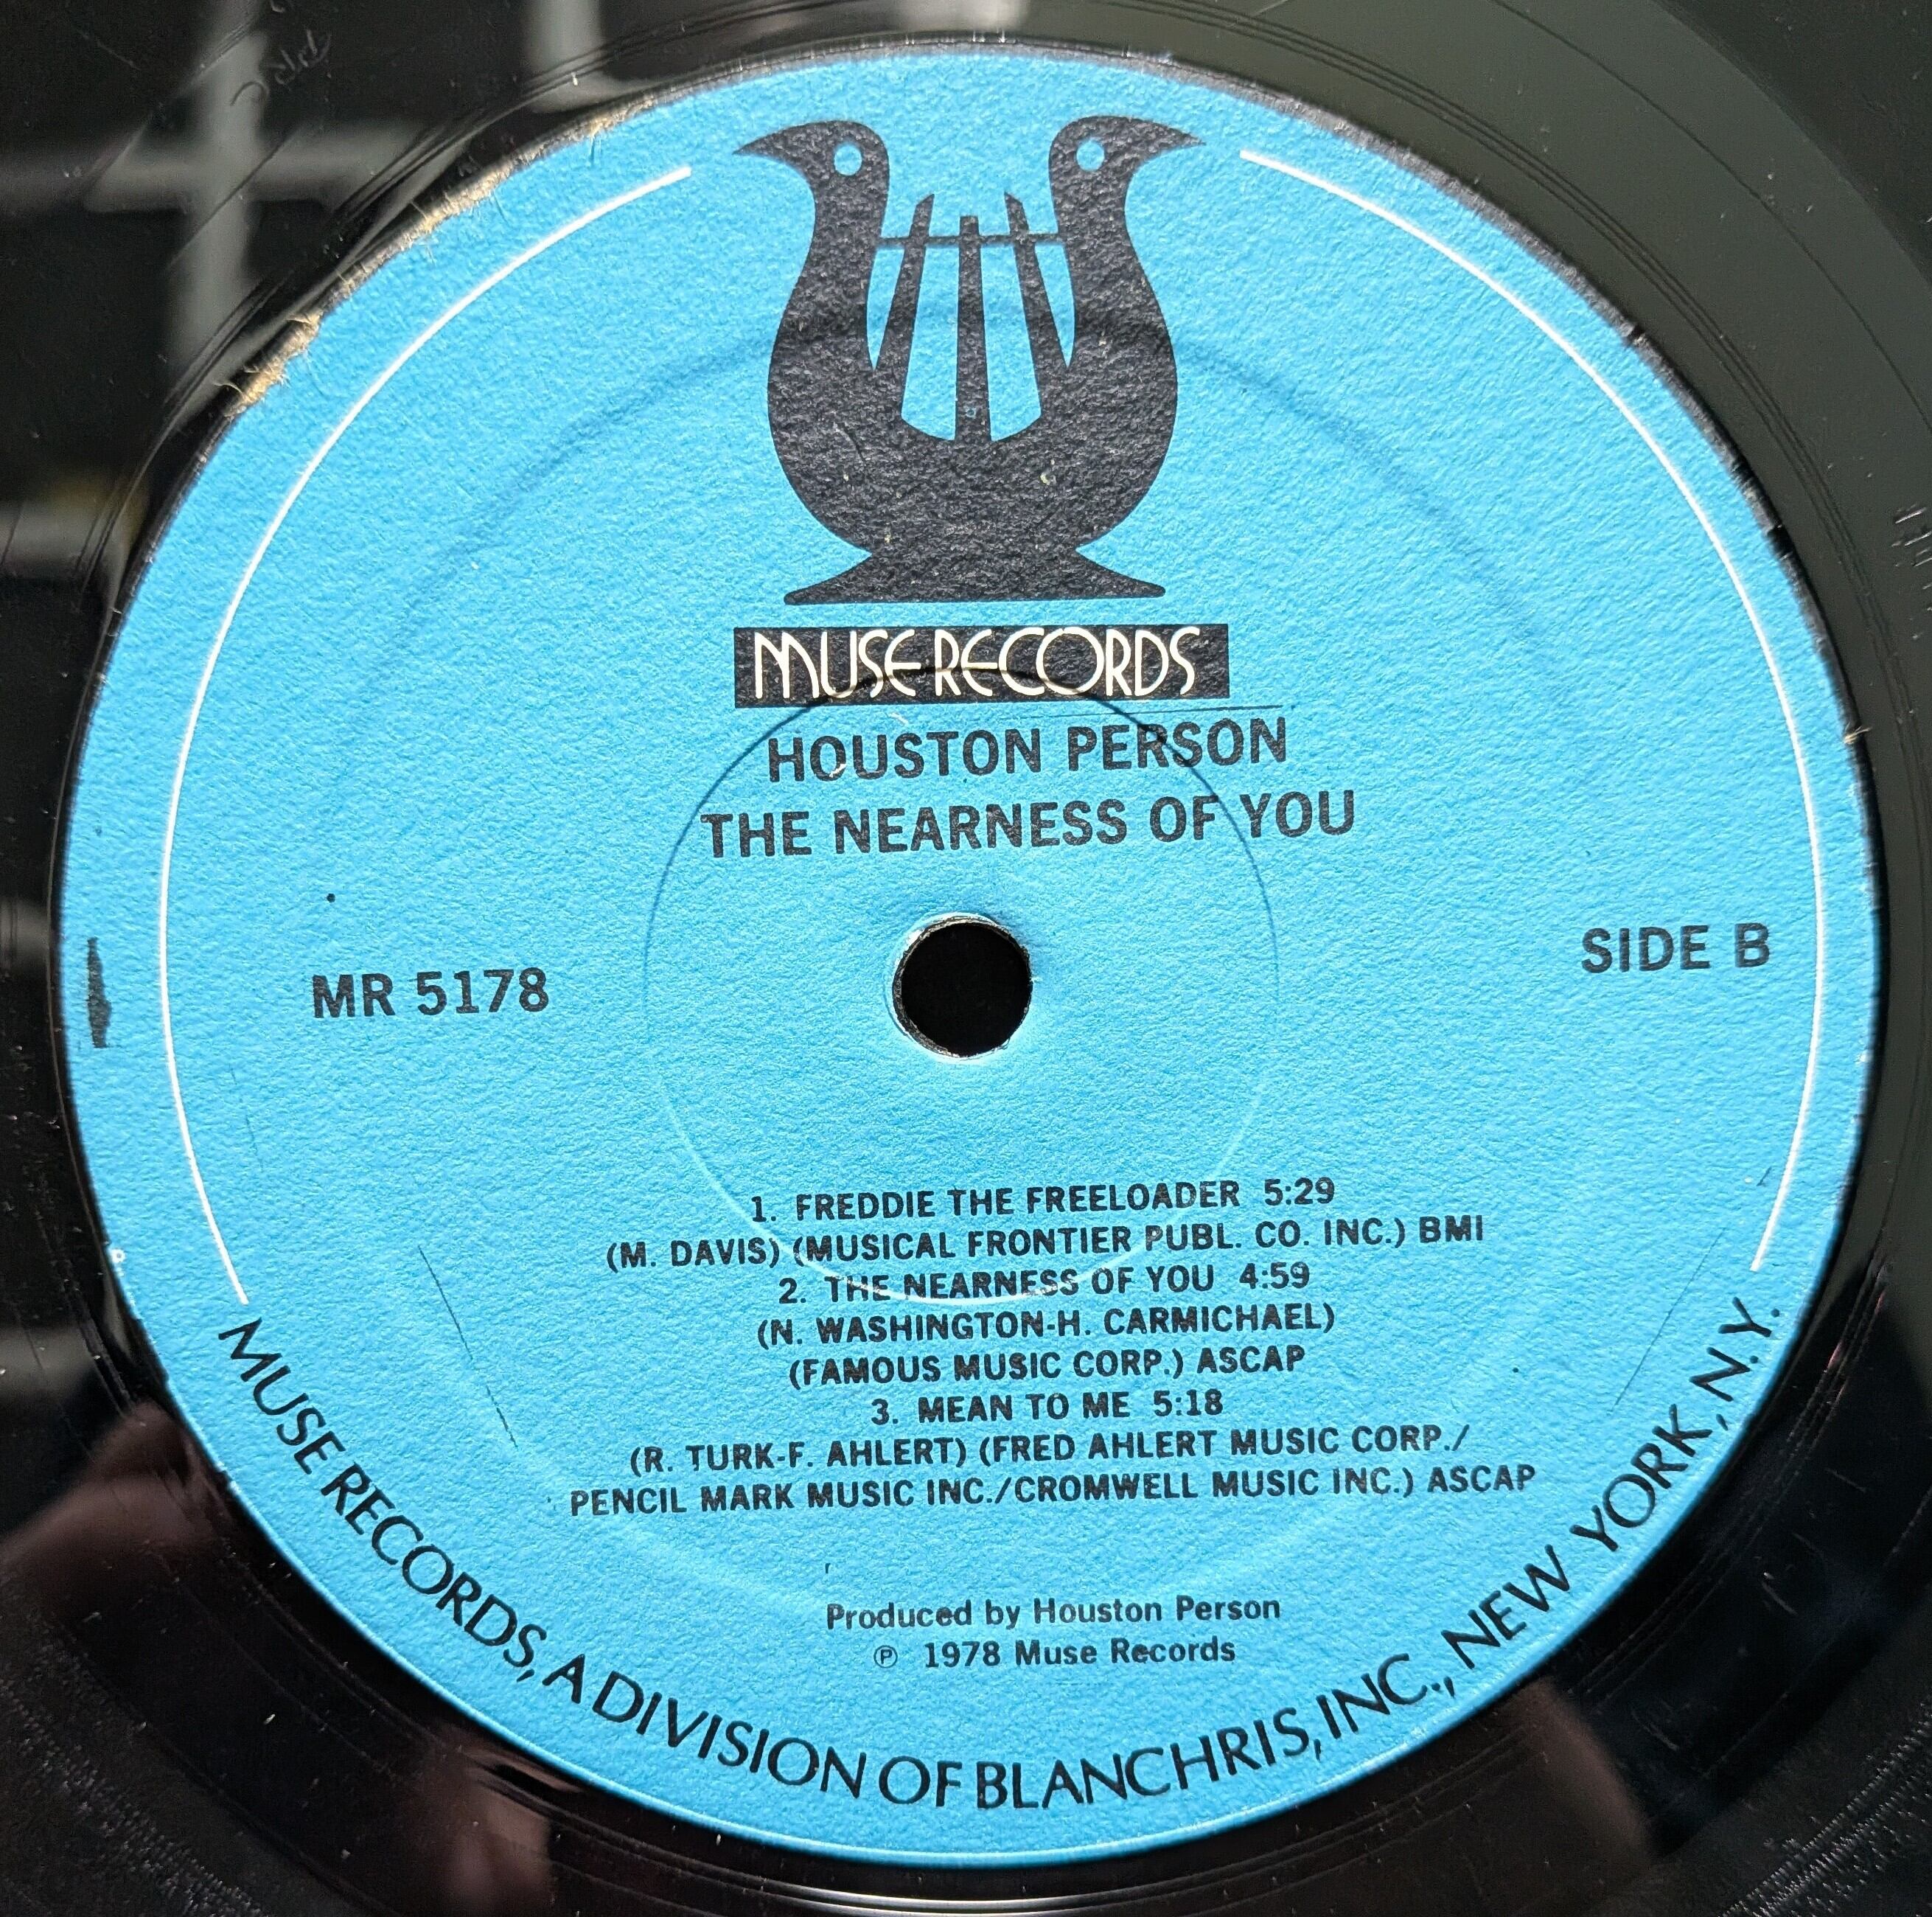 MUSE RECORDS
HOUSTON PERSON
THE NEARNESS OF YOU
MR 5178
SIDE B
1. FREDDIE THE FREELOADER 5:29
(M. DAVIS) (MUSICAL FRONTIER PUBL. CO. INC.) BMI
2. THE NEARNESS OF YOU 4:59
(N. WASHINGTON-H. CARMICHAEL)
(FAMOUS MUSIC CORP.) ASCAP
3. MEAN TO ME 5:18
(R. TURK-F. AHLERT) (FRED AHLERT MUSIC CORP./
PENCIL MARK MUSIC INC./CROMWELL MUSIC INC.) ASCAP
Produced by Houston Person
℗ 1978 Muse Records
MUSE RECORDS, A DIVISION OF BLANCHRIS, INC., NEW YORK, N.Y.